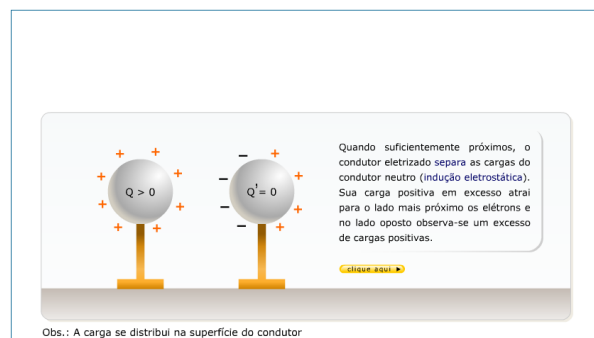 Quando suficientemente próximos, o
condutor eletrizado separa as cargas do
condutor neutro (indução eletrostática).
Sua carga positiva em excesso atrai
para o lado mais próximo os elétrons e
no lado oposto observa-se um excesso
de cargas positivas.
Q > 0
Q' = 0
clique aqui
Obs.: A carga se distribui na superfície do condutor